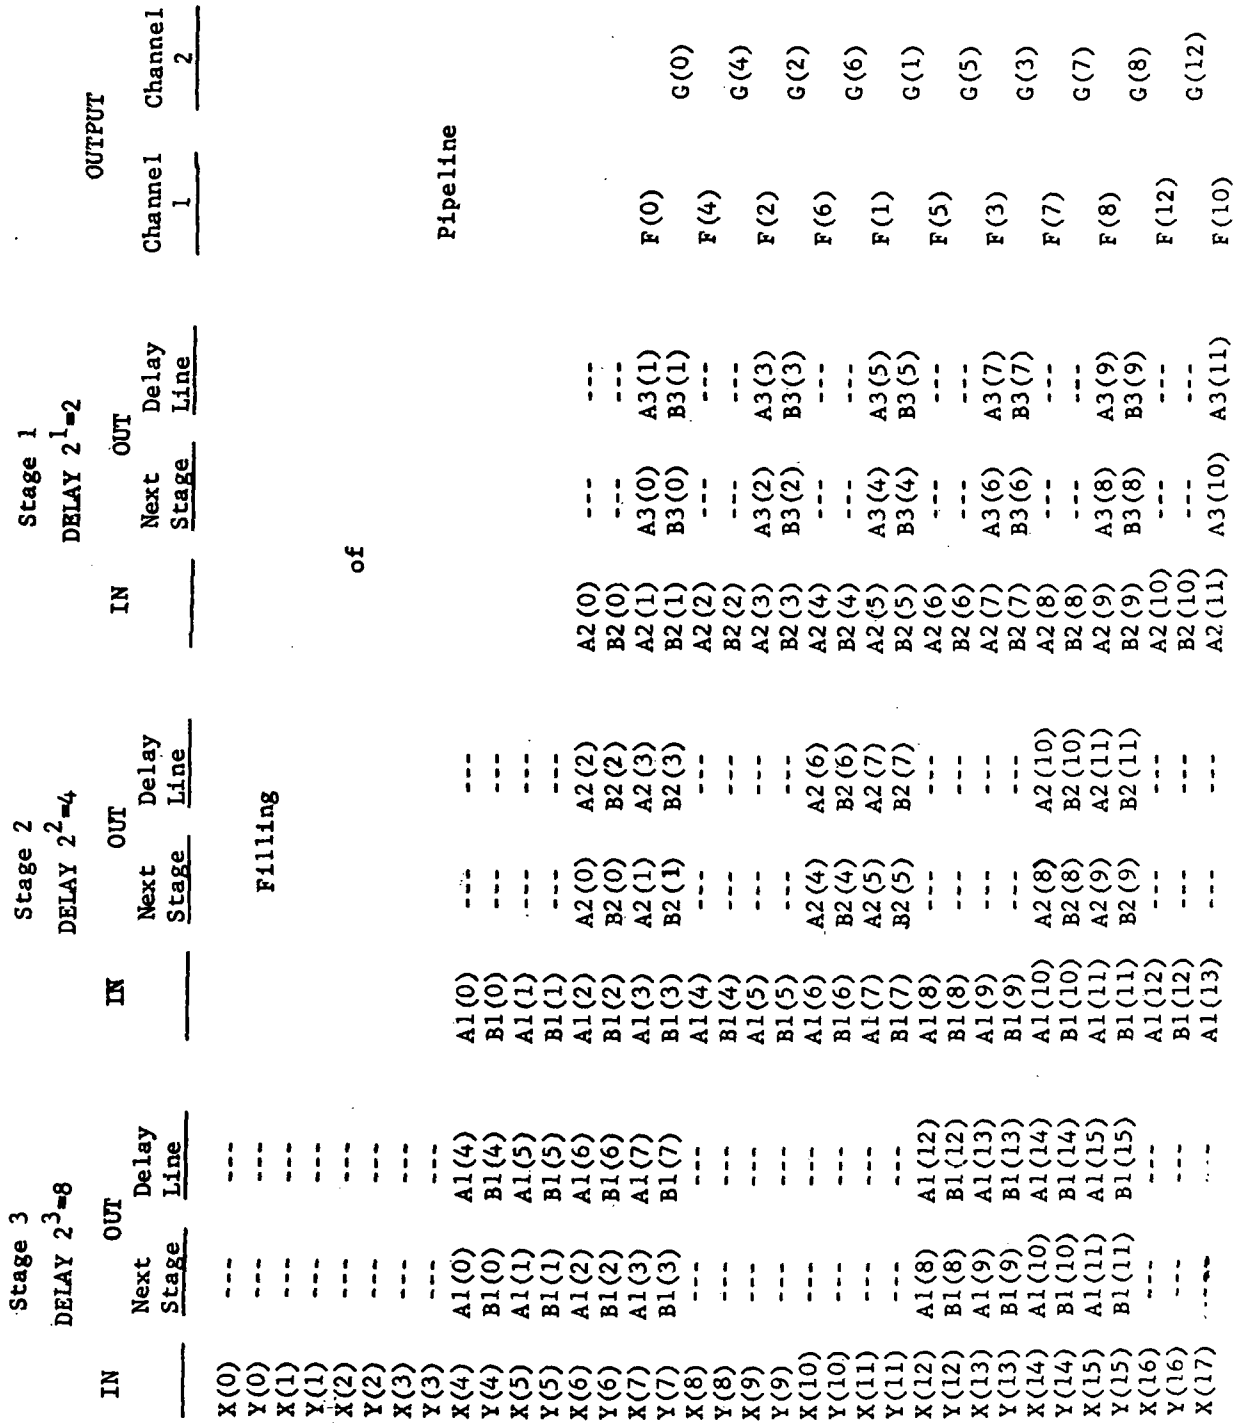 Stage 3 Stage 2 Stage 1
DELAY 2³=8 DELAY 2²=4 DELAY 2¹=2
OUTPUT
IN OUT IN OUT IN OUT
Next Delay Next Delay Next Delay Channel Channel
Stage Line Stage Line Stage Line 1 2
X(0) --- ---
Y(0) --- ---
Filling
X(1) --- ---
Y(1) --- ---
X(2) --- ---
of
Y(2) --- ---
X(3) --- ---
Y(3) --- ---
Pipeline
X(4) A1(0) A1(4) A1(0) --- ---
Y(4) B1(0) B1(4) B1(0) --- ---
X(5) A1(1) A1(5) A1(1) --- ---
Y(5) B1(1) B1(5) B1(1) --- ---
X(6) A1(2) A1(6) A1(2) A2(0) A2(2) A2(0) --- ---
Y(6) B1(2) B1(6) B1(2) B2(0) B2(2) B2(0) --- ---
X(7) A1(3) A1(7) A1(3) A2(1) A2(3) A2(1) A3(0) A3(1) F(0)
Y(7) B1(3) B1(7) B1(3) B2(1) B2(3) B2(1) B3(0) B3(1) G(0)
X(8) --- --- A1(4) --- --- A2(2) --- --- F(4)
Y(8) --- --- B1(4) --- --- B2(2) --- --- G(4)
X(9) --- --- A1(5) --- --- A2(3) A3(2) A3(3) F(2)
Y(9) --- --- B1(5) --- --- B2(3) B3(2) B3(3) G(2)
X(10) --- --- A1(6) A2(4) A2(6) A2(4) --- --- F(6)
Y(10) --- --- B1(6) B2(4) B2(6) B2(4) --- --- G(6)
X(11) --- --- A1(7) A2(5) A2(7) A2(5) A3(4) A3(5) F(1)
Y(11) --- --- B1(7) B2(5) B2(7) B2(5) B3(4) B3(5) G(1)
X(12) A1(8) A1(12) A1(8) --- --- A2(6) --- --- F(5)
Y(12) B1(8) B1(12) B1(8) --- --- B2(6) --- --- G(5)
X(13) A1(9) A1(13) A1(9) --- --- A2(7) A3(6) A3(7) F(3)
Y(13) B1(9) B1(13) B1(9) --- --- B2(7) B3(6) B3(7) G(3)
X(14) A1(10) A1(14) A1(10) A2(8) A2(10) A2(8) --- --- F(7)
Y(14) B1(10) B1(14) B1(10) B2(8) B2(10) B2(8) --- --- G(7)
X(15) A1(11) A1(15) A1(11) A2(9) A2(11) A2(9) A3(8) A3(9) F(8)
Y(15) B1(11) B1(15) B1(11) B2(9) B2(11) B2(9) B3(8) B3(9) G(8)
X(16) --- --- A1(12) --- --- A2(10) --- --- F(12)
Y(16) --- --- B1(12) --- --- B2(10) --- --- G(12)
X(17) --- --- A1(13) --- --- A2(11) A3(10) A3(11) F(10)